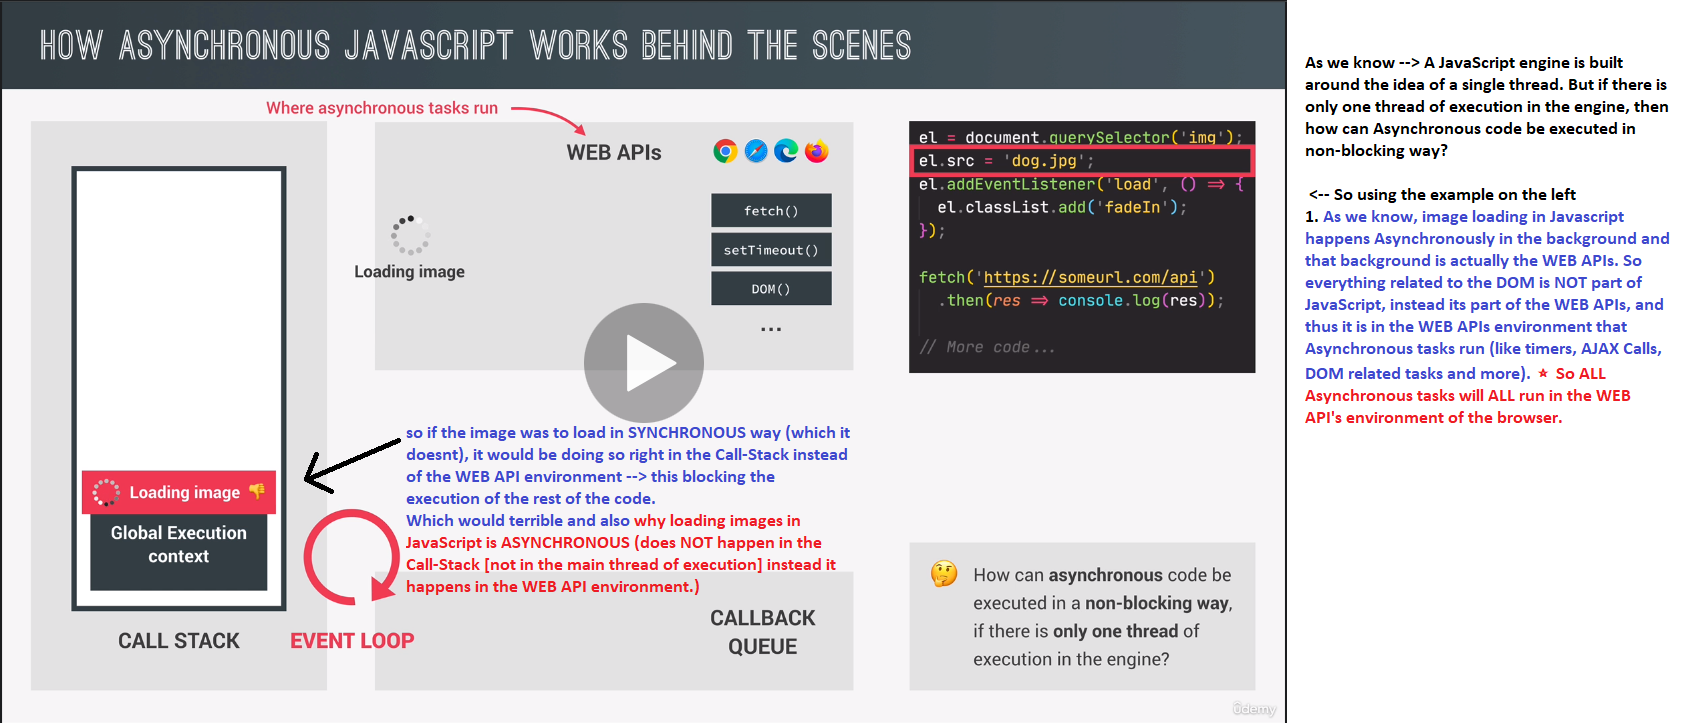 HOW ASYNCHRONOUS JAVASCRIPT WORKS BEHIND THE SCENES
Where asynchronous tasks run
WEB APIs
fetch()
setTimeout()
DOM()
...
Loading image
Loading image 👎
Global Execution
context
CALL STACK
EVENT LOOP
so if the image was to load in SYNCHRONOUS way (which it
doesnt), it would be doing so right in the Call-Stack instead
of the WEB API environment --> this blocking the
execution of the rest of the code.
Which would terrible and also why loading images in
JavaScript is ASYNCHRONOUS (does NOT happen in the
Call-Stack [not in the main thread of execution] instead it
happens in the WEB API environment.)
CALLBACK
QUEUE
el = document.querySelector('img');
el.src = 'dog.jpg';
el.addEventListener('load', () => {
el.classList.add('fadeIn');
});
fetch('https://someurl.com/api')
.then(res => console.log(res));
// More code...
🤔 How can asynchronous code be
executed in a non-blocking way,
if there is only one thread of
execution in the engine?
ûdemy
As we know --> A JavaScript engine is built
around the idea of a single thread. But if there is
only one thread of execution in the engine, then
how can Asynchronous code be executed in
non-blocking way?
<-- So using the example on the left
1. As we know, image loading in Javascript
happens Asynchronously in the background and
that background is actually the WEB APIs. So
everything related to the DOM is NOT part of
JavaScript, instead its part of the WEB APIs, and
thus it is in the WEB APIs environment that
Asynchronous tasks run (like timers, AJAX Calls,
DOM related tasks and more). ★ So ALL
Asynchronous tasks will ALL run in the WEB
API's environment of the browser.